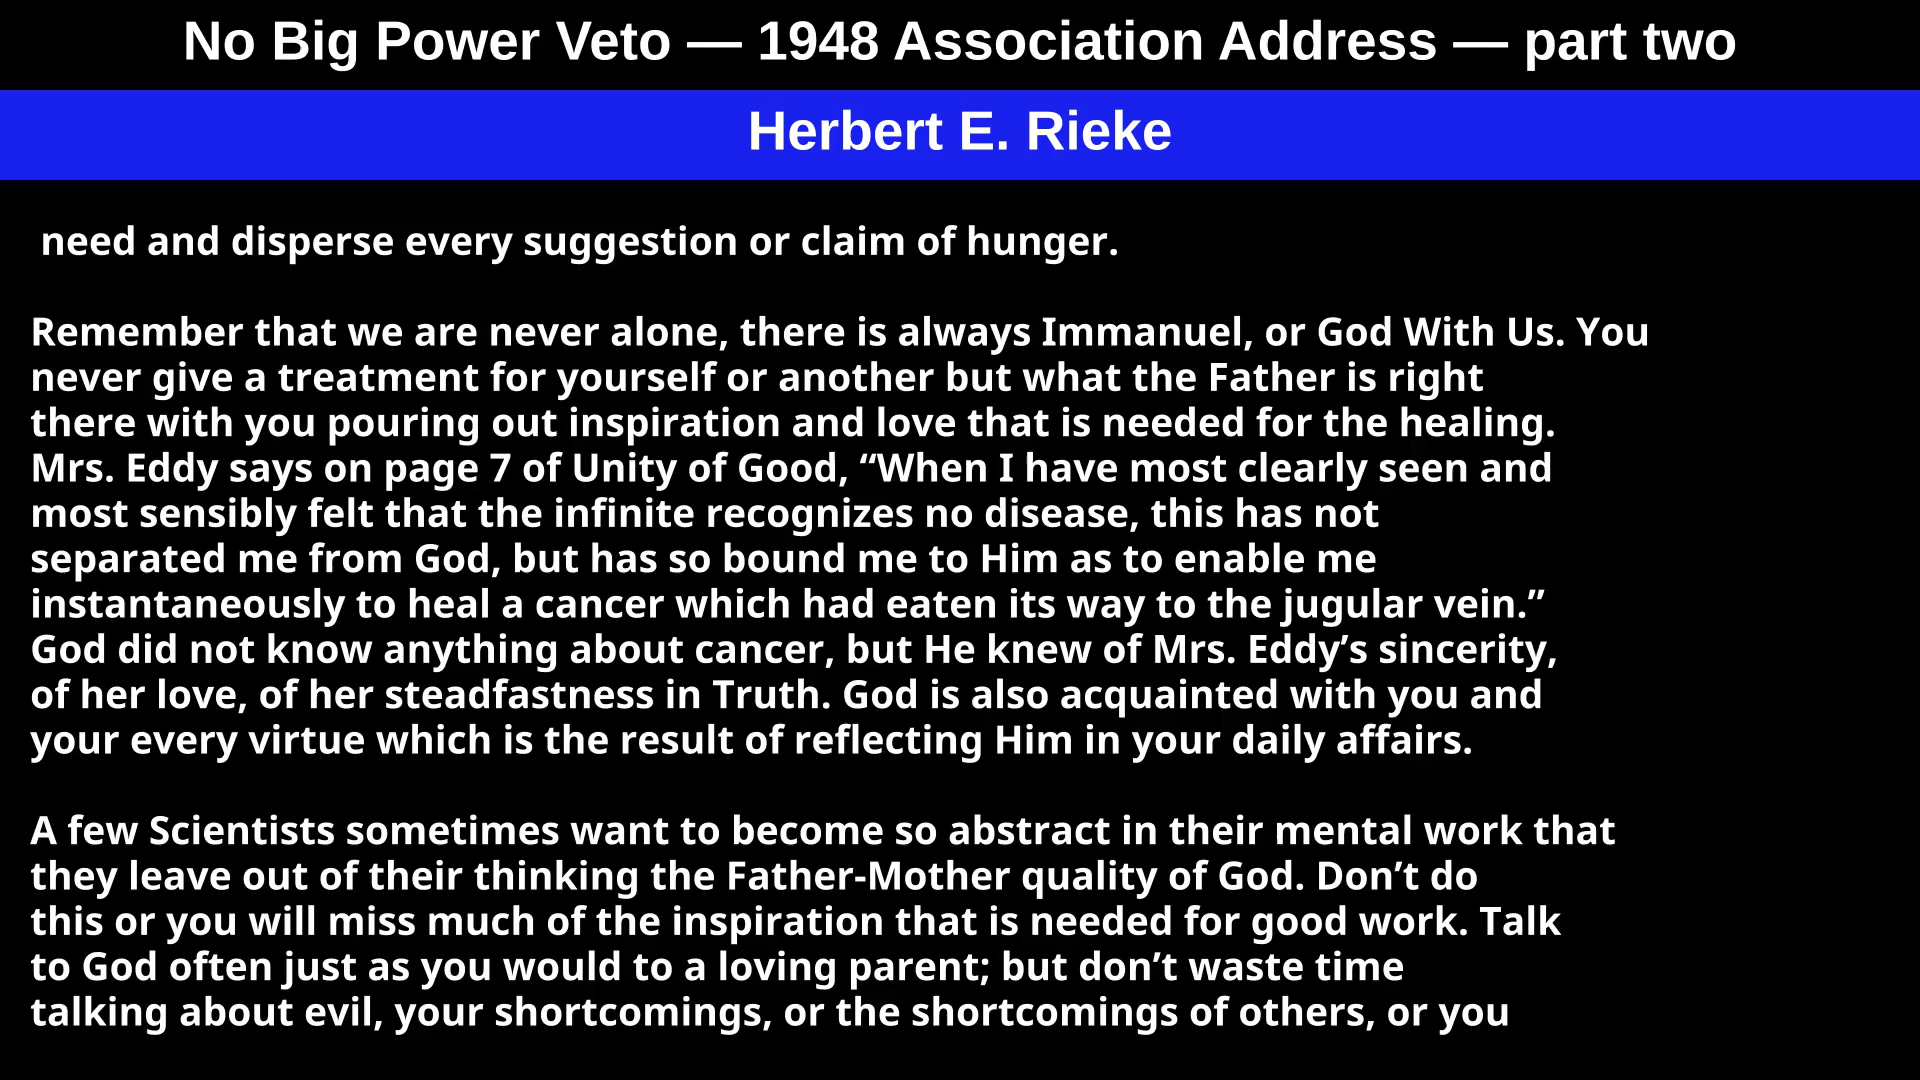 No Big Power Veto — 1948 Association Address — part two
Herbert E. Rieke
need and disperse every suggestion or claim of hunger.
Remember that we are never alone, there is always Immanuel, or God With Us. You
never give a treatment for yourself or another but what the Father is right
there with you pouring out inspiration and love that is needed for the healing.
Mrs. Eddy says on page 7 of Unity of Good, “When I have most clearly seen and
most sensibly felt that the infinite recognizes no disease, this has not
separated me from God, but has so bound me to Him as to enable me
instantaneously to heal a cancer which had eaten its way to the jugular vein.”
God did not know anything about cancer, but He knew of Mrs. Eddy’s sincerity,
of her love, of her steadfastness in Truth. God is also acquainted with you and
your every virtue which is the result of reflecting Him in your daily affairs.
A few Scientists sometimes want to become so abstract in their mental work that
they leave out of their thinking the Father-Mother quality of God. Don’t do
this or you will miss much of the inspiration that is needed for good work. Talk
to God often just as you would to a loving parent; but don’t waste time
talking about evil, your shortcomings, or the shortcomings of others, or you